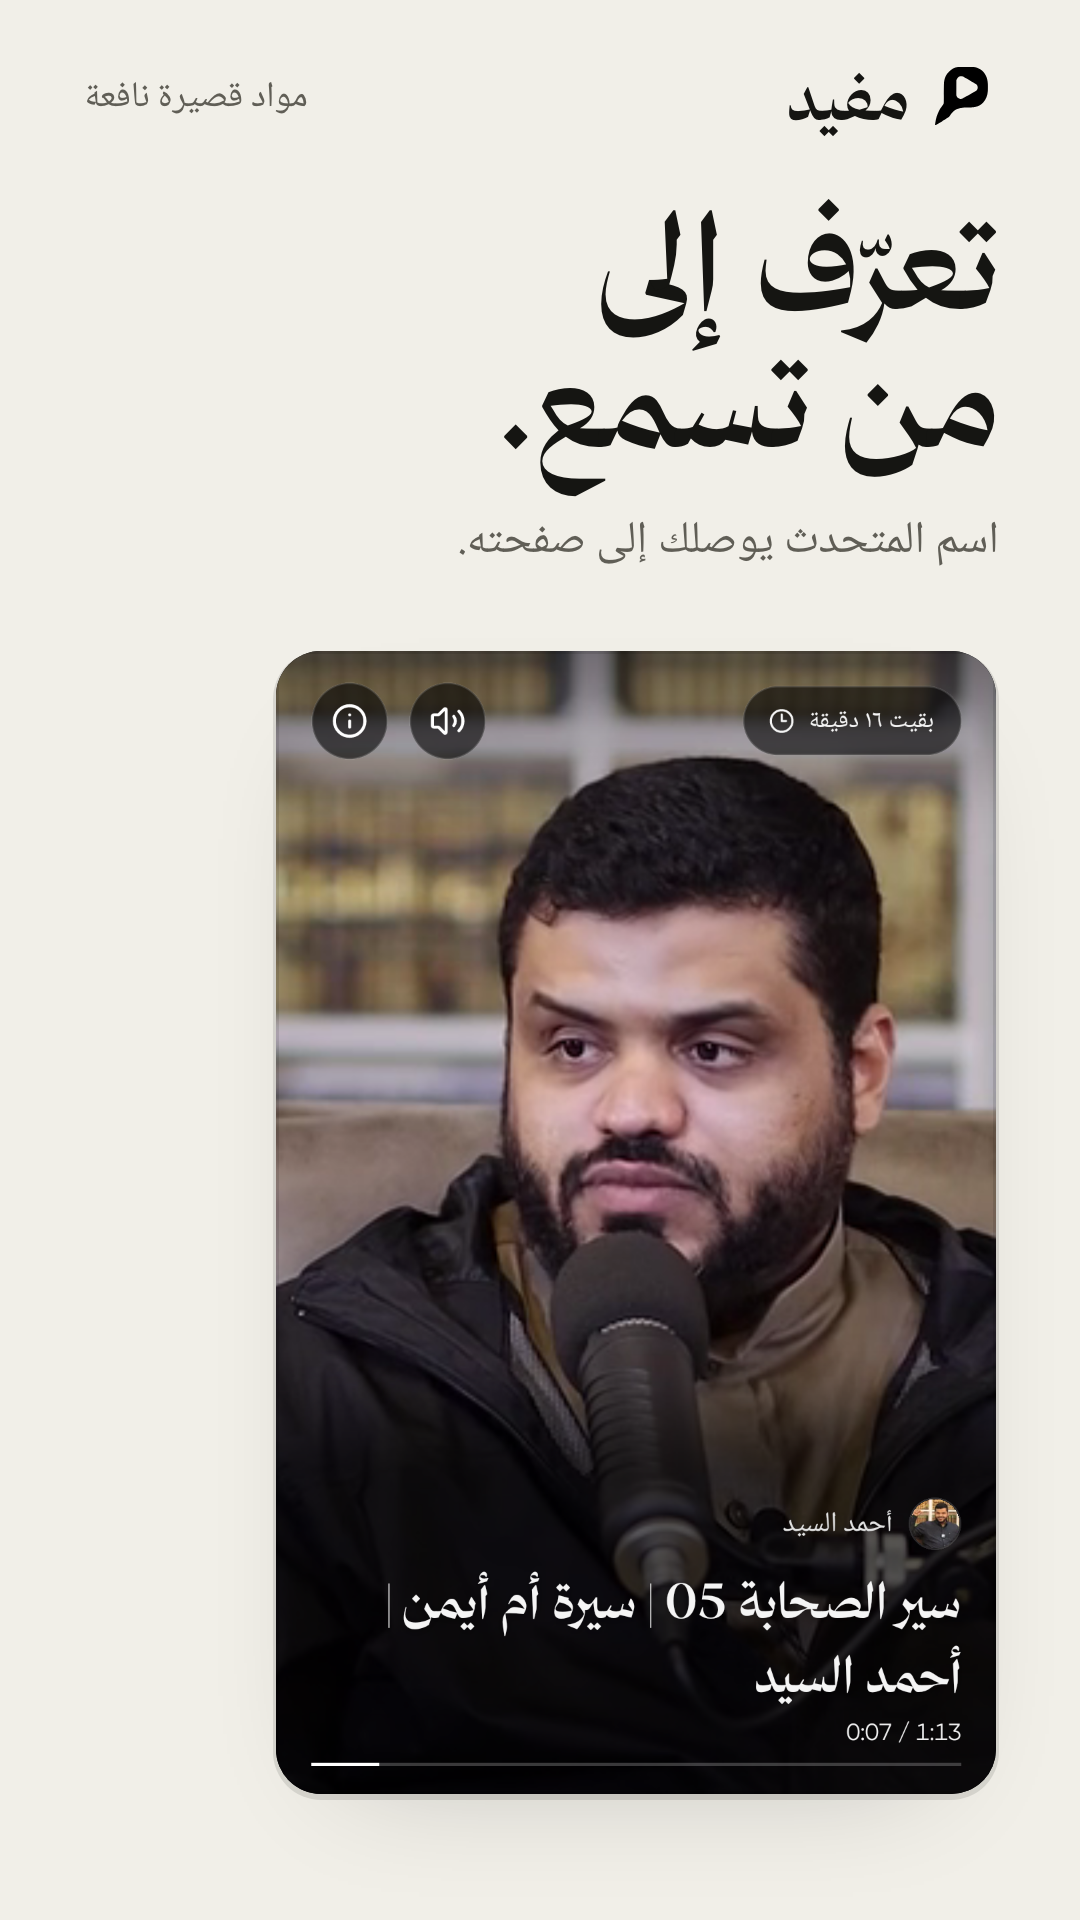 مفيد
مواد قصيرة نافعة
تعرّف إلى
من تسمع.
اسم المتحدث يوصلك إلى صفحته.
بقيت ١٦ دقيقة
أحمد السيد
سير الصحابة 05 | سيرة أم أيمن |
أحمد السيد
0:07 / 1:13